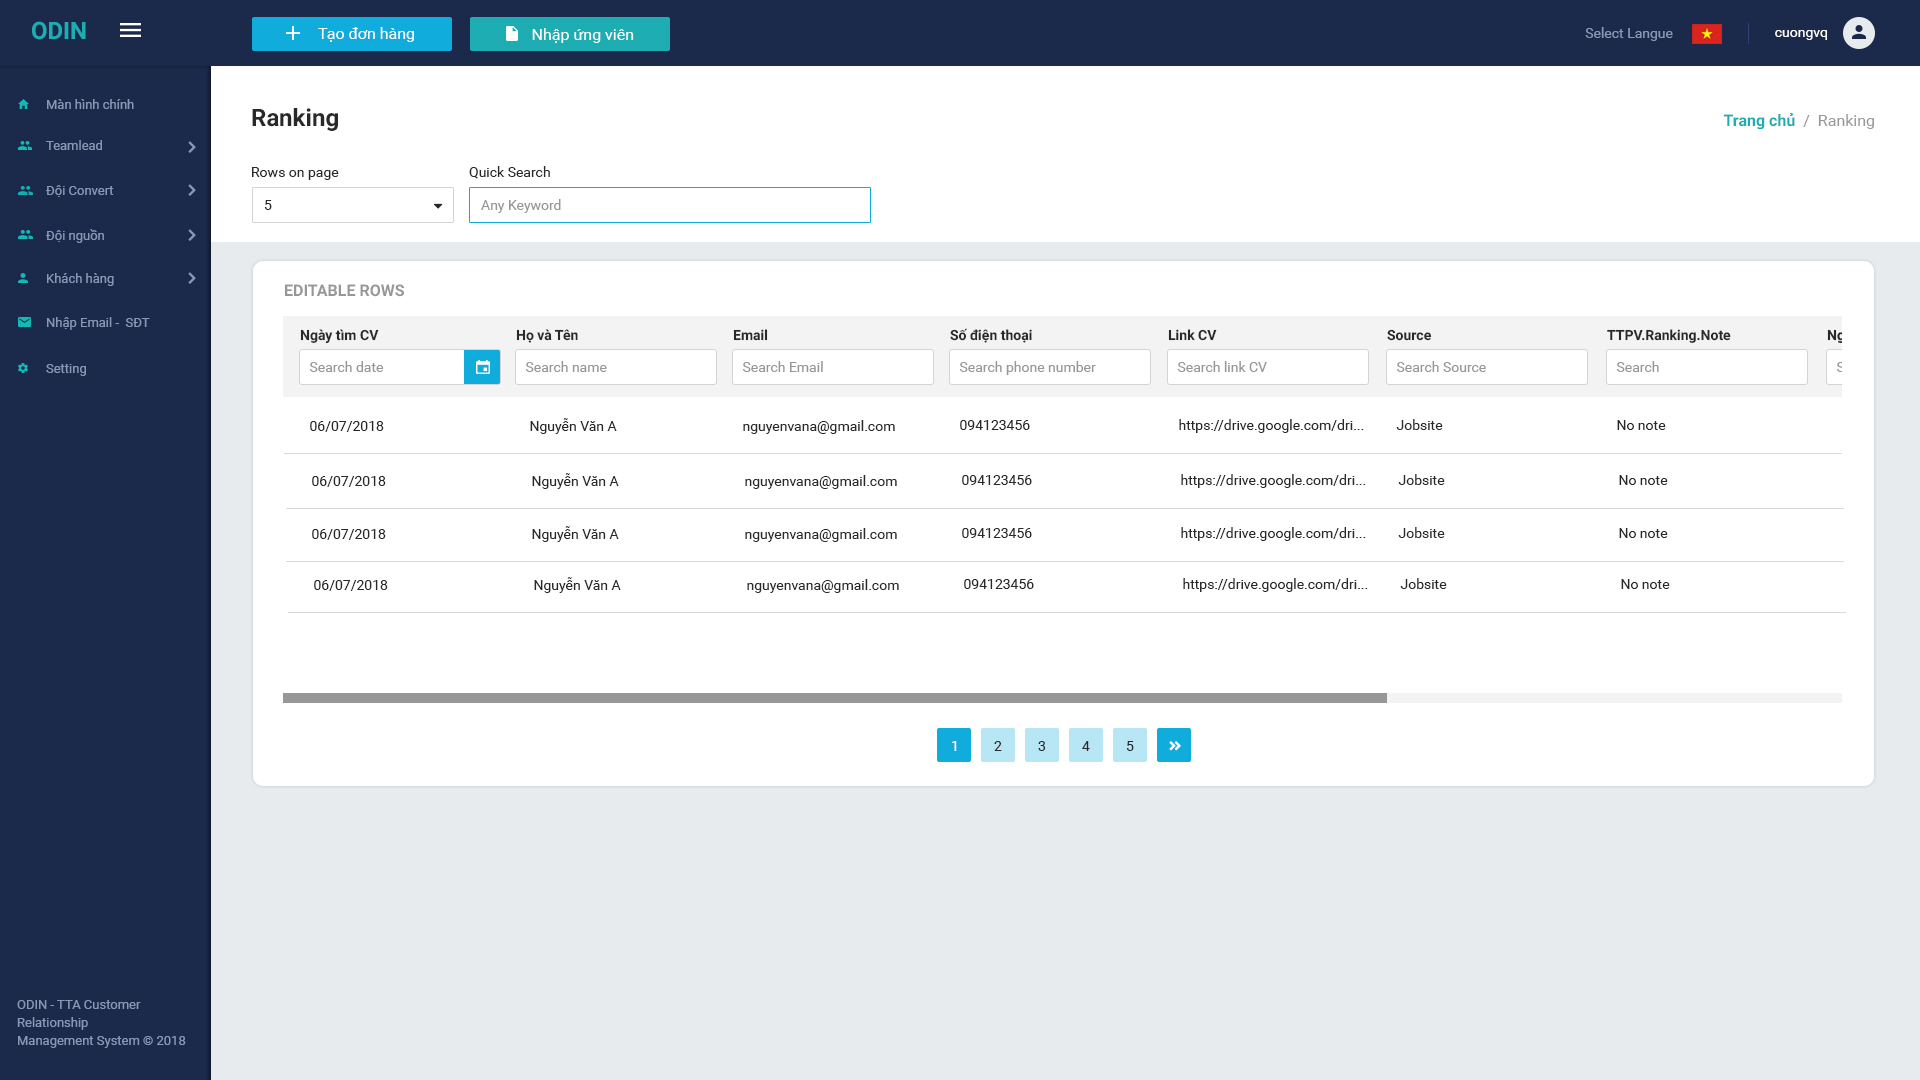 ODIN
Tạo đơn hàng
Nhập ứng viên
Select Langue
cuongvq
Màn hình chính
Teamlead
Đội Convert
Đội nguồn
Khách hàng
Nhập Email - SĐT
Setting
Ranking
Trang chủ / Ranking
Rows on page
Quick Search
5
Any Keyword
EDITABLE ROWS
Ngày tìm CV Họ và Tên Email Số điện thoại Link CV Source TTPV.Ranking.Note Ng
Search date Search name Search Email Search phone number Search link CV Search Source Search S
06/07/2018 Nguyễn Văn A nguyenvana@gmail.com 094123456 https://drive.google.com/dri... Jobsite No note
06/07/2018 Nguyễn Văn A nguyenvana@gmail.com 094123456 https://drive.google.com/dri... Jobsite No note
06/07/2018 Nguyễn Văn A nguyenvana@gmail.com 094123456 https://drive.google.com/dri... Jobsite No note
06/07/2018 Nguyễn Văn A nguyenvana@gmail.com 094123456 https://drive.google.com/dri... Jobsite No note
1 2 3 4 5 »
ODIN - TTA Customer
Relationship
Management System © 2018